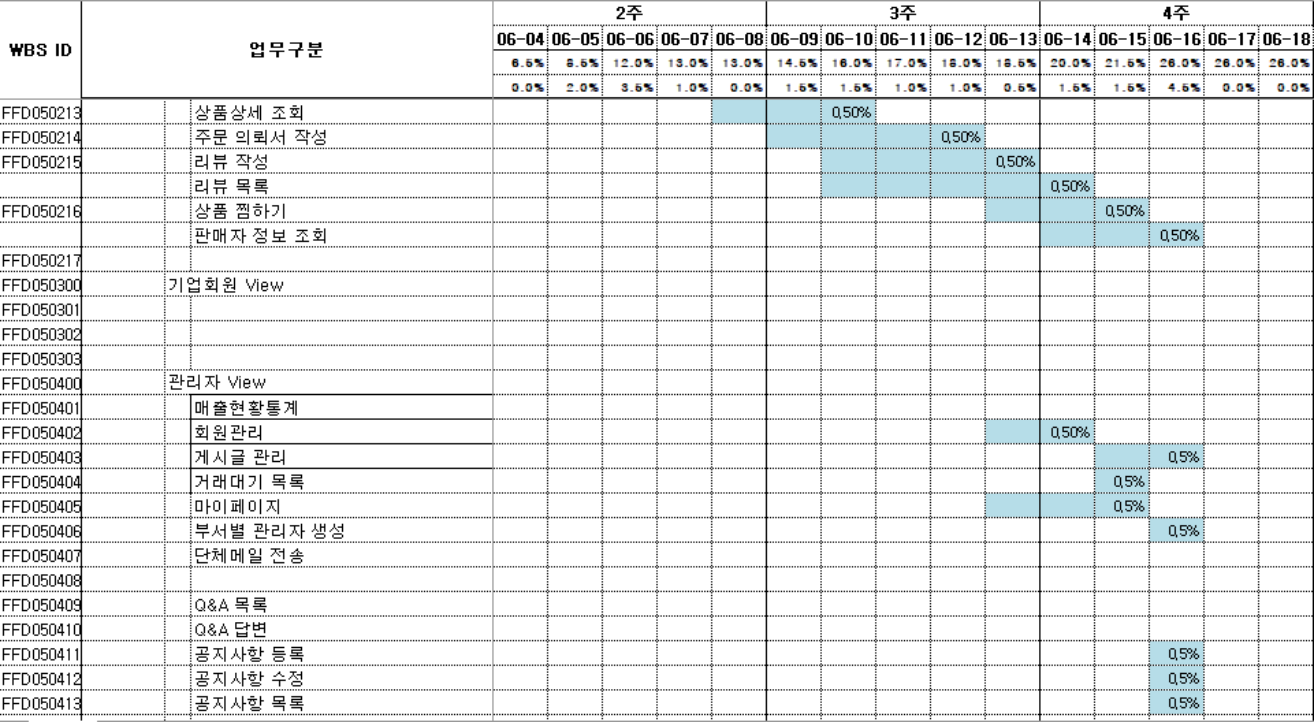 WBS ID 업무구분 2주 3주 4주
06-04 06-05 06-06 06-07 06-08 06-09 06-10 06-11 06-12 06-13 06-14 06-15 06-16 06-17 06-18
6.5% 8.5% 12.0% 13.0% 13.0% 14.5% 16.0% 17.0% 18.0% 18.5% 20.0% 21.5% 26.0% 26.0% 26.0%
0.0% 2.0% 3.5% 1.0% 0.0% 1.5% 1.5% 1.0% 1.0% 0.5% 1.5% 1.5% 4.5% 0.0% 0.0%
FFD050213 상품상세 조회 0,50%
FFD050214 주문 의뢰서 작성 0,50%
FFD050215 리뷰 작성 0,50%
리뷰 목록 0,50%
FFD050216 상품 찜하기 0,50%
판매자 정보 조회 0,50%
FFD050217
FFD050300 기업회원 View
FFD050301
FFD050302
FFD050303
FFD050400 관리자 View
FFD050401 매출현황통계
FFD050402 회원관리 0,50%
FFD050403 게시글 관리 0,5%
FFD050404 거래대기 목록 0,5%
FFD050405 마이페이지 0,5%
FFD050406 부서별 관리자 생성 0,5%
FFD050407 단체메일 전송
FFD050408
FFD050409 Q&A 목록
FFD050410 Q&A 답변
FFD050411 공지사항 등록 0,5%
FFD050412 공지사항 수정 0,5%
FFD050413 공지사항 목록 0,5%